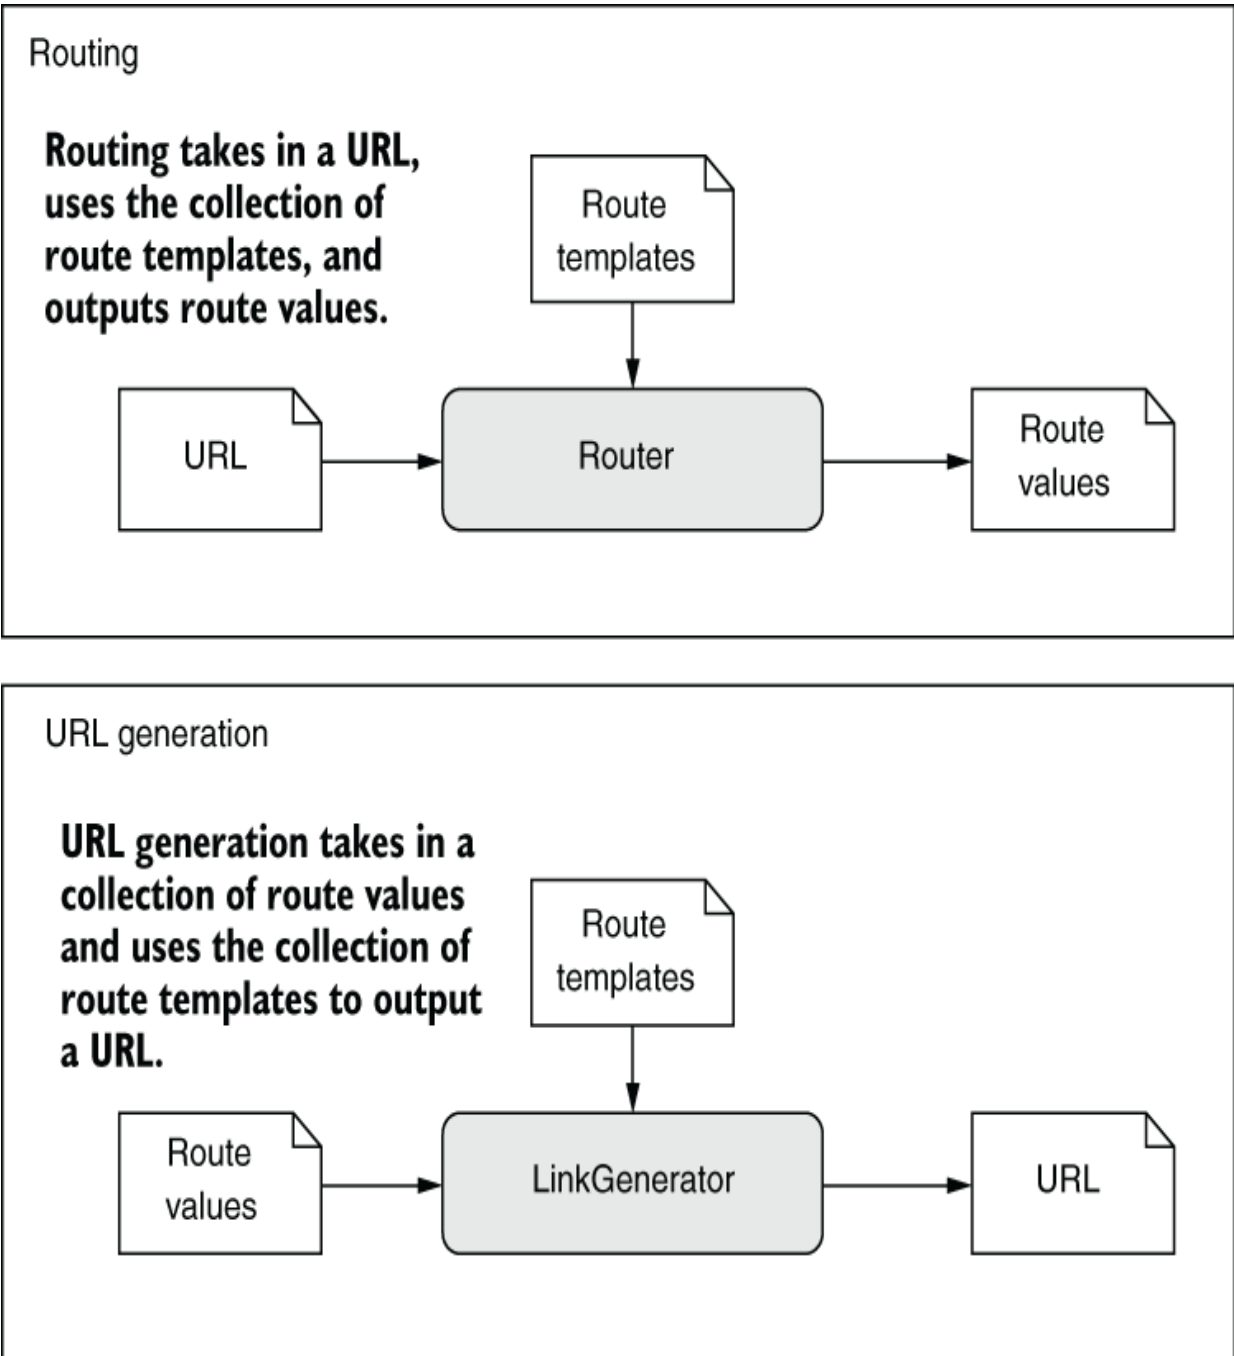 Routing
Routing takes in a URL,
uses the collection of
route templates, and
outputs route values.
Route
templates
URL
Router
Route
values
URL generation
URL generation takes in a
collection of route values
and uses the collection of
route templates to output
a URL.
Route
templates
Route
values
LinkGenerator
URL